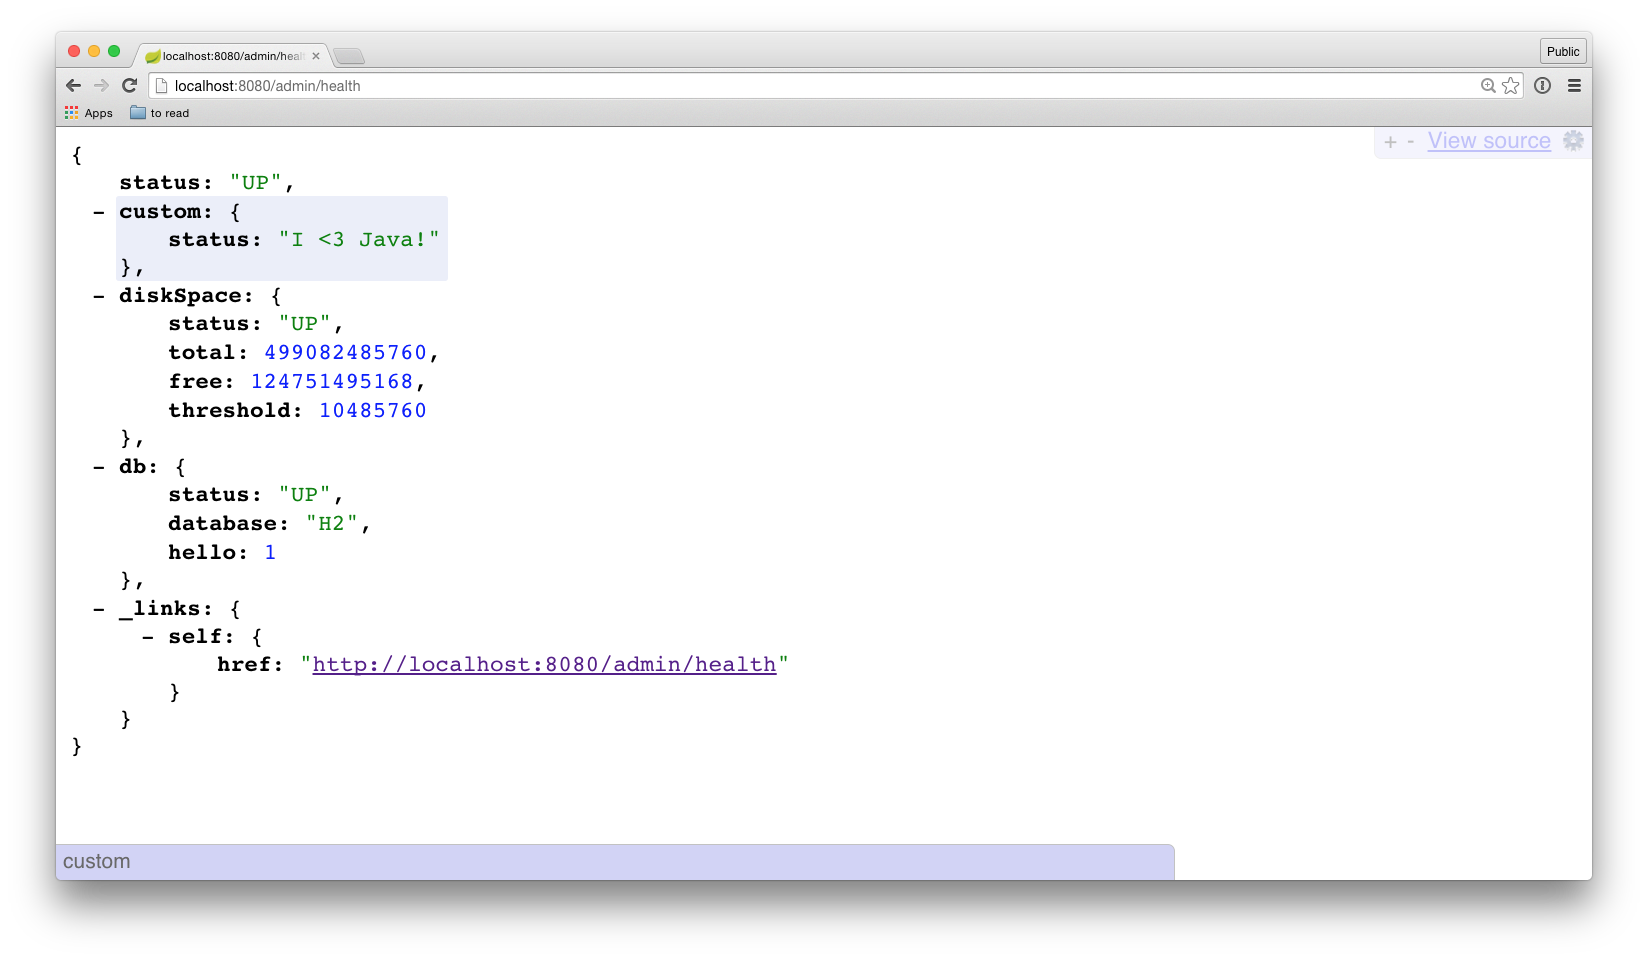 localhost:8080/admin/heal
Public
localhost:8080/admin/health
Apps
to read
+ - View source
{
status: "UP",
- custom: {
status: "I <3 Java!"
},
- diskSpace: {
status: "UP",
total: 499082485760,
free: 124751495168,
threshold: 10485760
},
- db: {
status: "UP",
database: "H2",
hello: 1
},
- _links: {
- self: {
href: "http://localhost:8080/admin/health"
}
}
}
custom